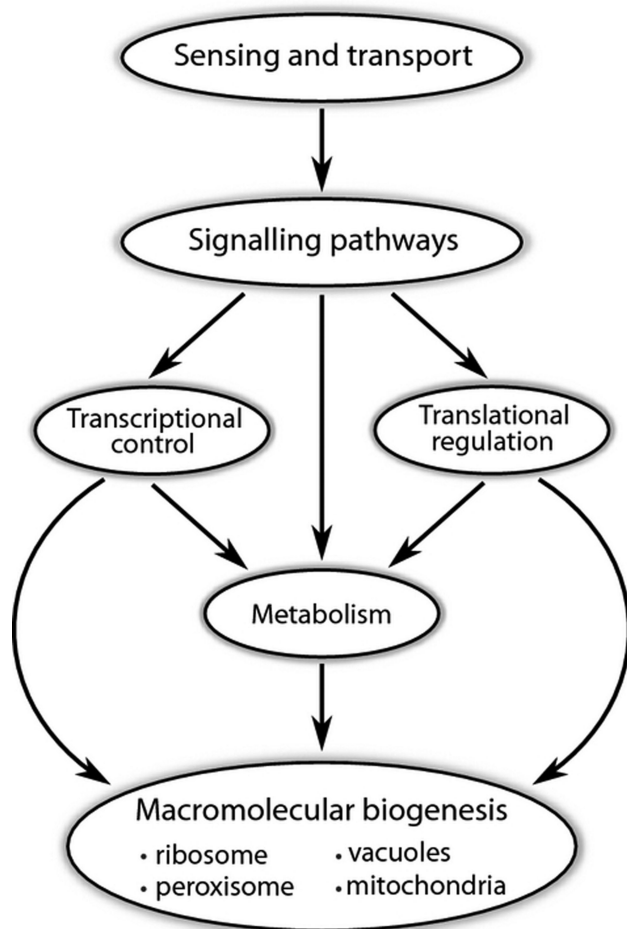 Sensing and transport
Signalling pathways
Transcriptional
control
Translational
regulation
Metabolism
Macromolecular biogenesis
• ribosome
• vacuoles
• peroxisome
• mitochondria